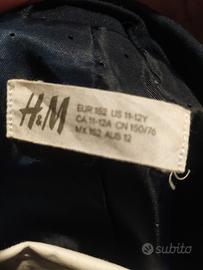 H&M
EUR 152 US 11-12Y
CA 11-12A CN 150/76
MX 152 AUS 12
subito